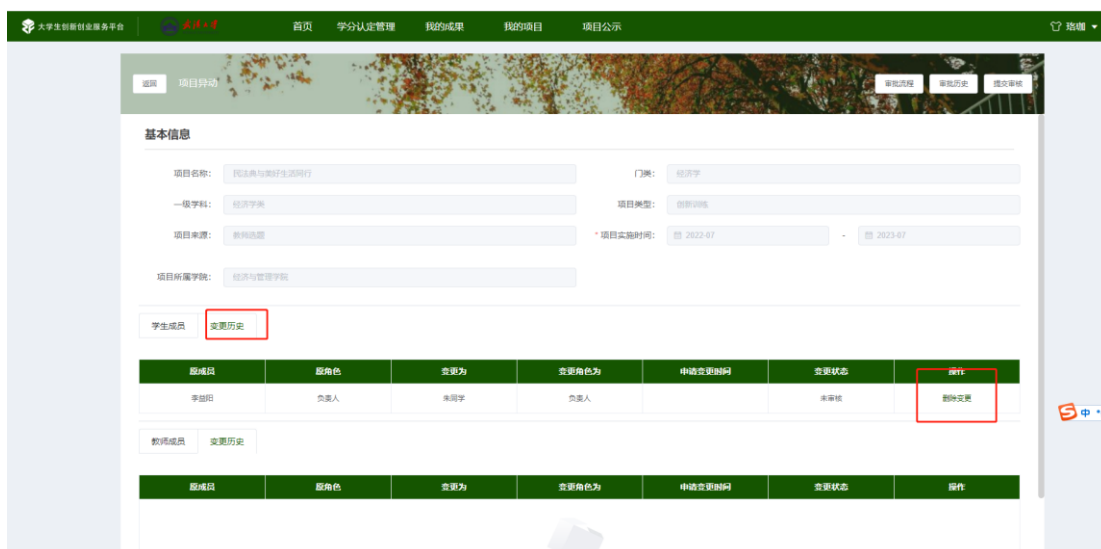 大学生创新创业服务平台 首页 学分认定管理 我的成果 我的项目 项目公示 珞珈
返回 项目异动 审批流程 审批历史 提交审核
基本信息
项目名称: 民法典与美好生活同行 门类: 经济学
一级学科: 经济学类 项目类型: 创新训练
项目来源: 教师选题 * 项目实施时间: 2022-07 - 2023-07
项目所属学院: 经济与管理学院
学生成员 变更历史
原成员 原角色 变更为 变更角色为 申请变更时间 变更状态 操作
李益阳 负责人 朱同学 负责人 未审核 删除变更
中
教师成员 变更历史
原成员 原角色 变更为 变更角色为 申请变更时间 变更状态 操作